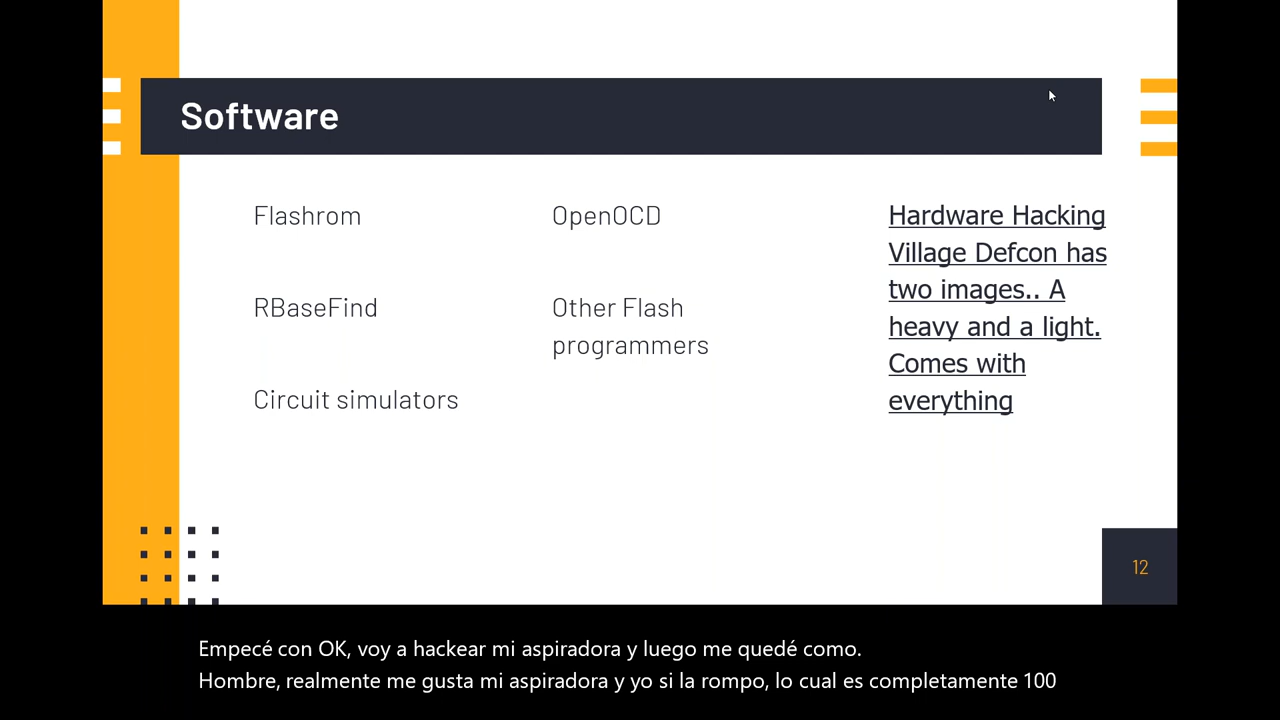 Software
Flashrom
RBaseFind
Circuit simulators
OpenOCD
Other Flash
programmers
Hardware Hacking
Village Defcon has
two images.. A
heavy and a light.
Comes with
everything
12
Empecé con OK, voy a hackear mi aspiradora y luego me quedé como.
Hombre, realmente me gusta mi aspiradora y yo si la rompo, lo cual es completamente 100